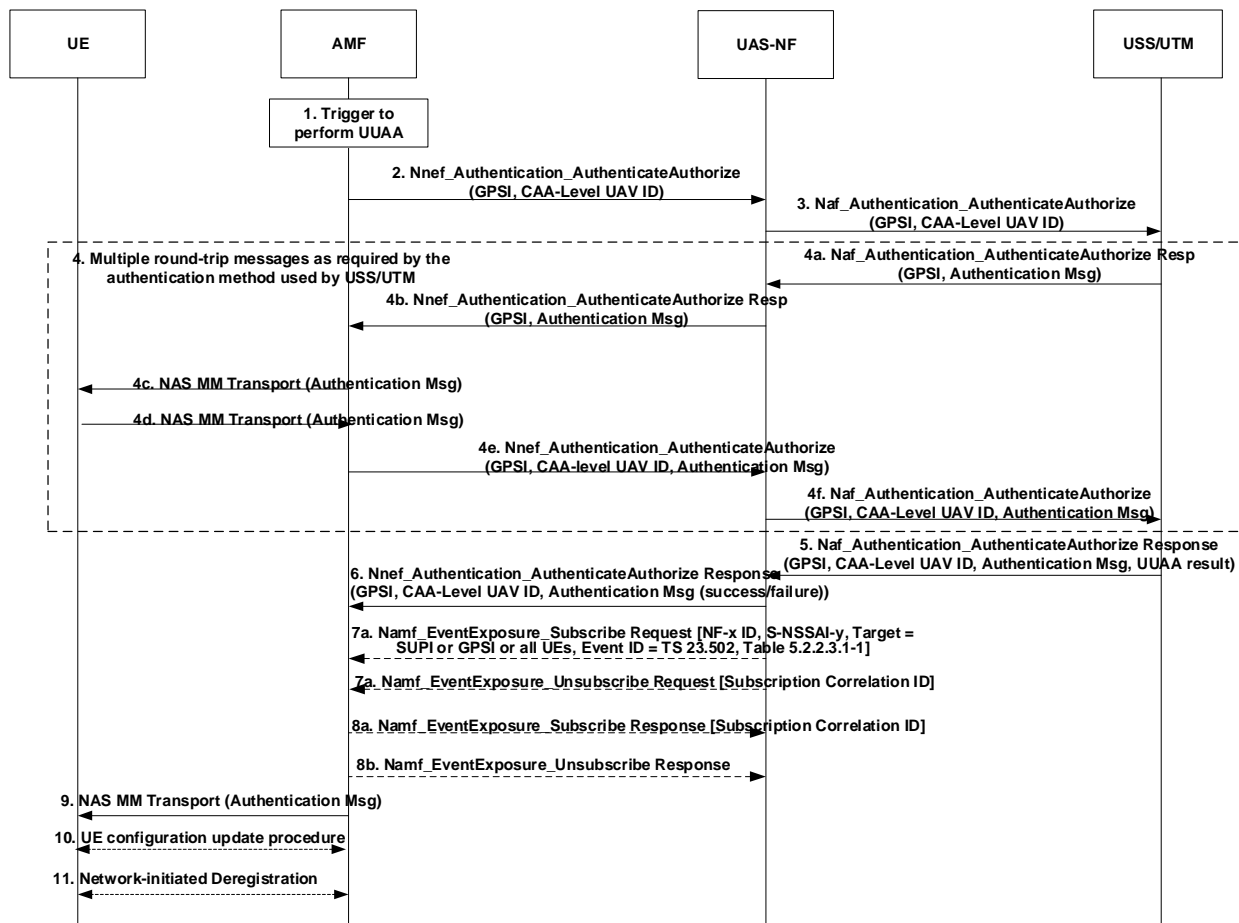 UE
AMF
UAS-NF
USS/UTM
1. Trigger to
perform UUAA
2. Nnef_Authentication_AuthenticateAuthorize
(GPSI, CAA-Level UAV ID)
3. Naf_Authentication_AuthenticateAuthorize
(GPSI, CAA-Level UAV ID)
4. Multiple round-trip messages as required by the
authentication method used by USS/UTM
4a. Naf_Authentication_AuthenticateAuthorize Resp
(GPSI, Authentication Msg)
4b. Nnef_Authentication_AuthenticateAuthorize Resp
(GPSI, Authentication Msg)
4c. NAS MM Transport (Authentication Msg)
4d. NAS MM Transport (Authentication Msg)
4e. Nnef_Authentication_AuthenticateAuthorize
(GPSI, CAA-level UAV ID, Authentication Msg)
4f. Naf_Authentication_AuthenticateAuthorize
(GPSI, CAA-Level UAV ID, Authentication Msg)
5. Naf_Authentication_AuthenticateAuthorize Response
(GPSI, CAA-Level UAV ID, Authentication Msg, UUAA result)
6. Nnef_Authentication_AuthenticateAuthorize Response
(GPSI, CAA-Level UAV ID, Authentication Msg (success/failure))
7a. Namf_EventExposure_Subscribe Request [NF-x ID, S-NSSAI-y, Target =
SUPI or GPSI or all UEs, Event ID = TS 23.502, Table 5.2.2.3.1-1]
7a. Namf_EventExposure_Unsubscribe Request [Subscription Correlation ID]
8a. Namf_EventExposure_Subscribe Response [Subscription Correlation ID]
8b. Namf_EventExposure_Unsubscribe Response
9. NAS MM Transport (Authentication Msg)
10. UE configuration update procedure
11. Network-initiated Deregistration